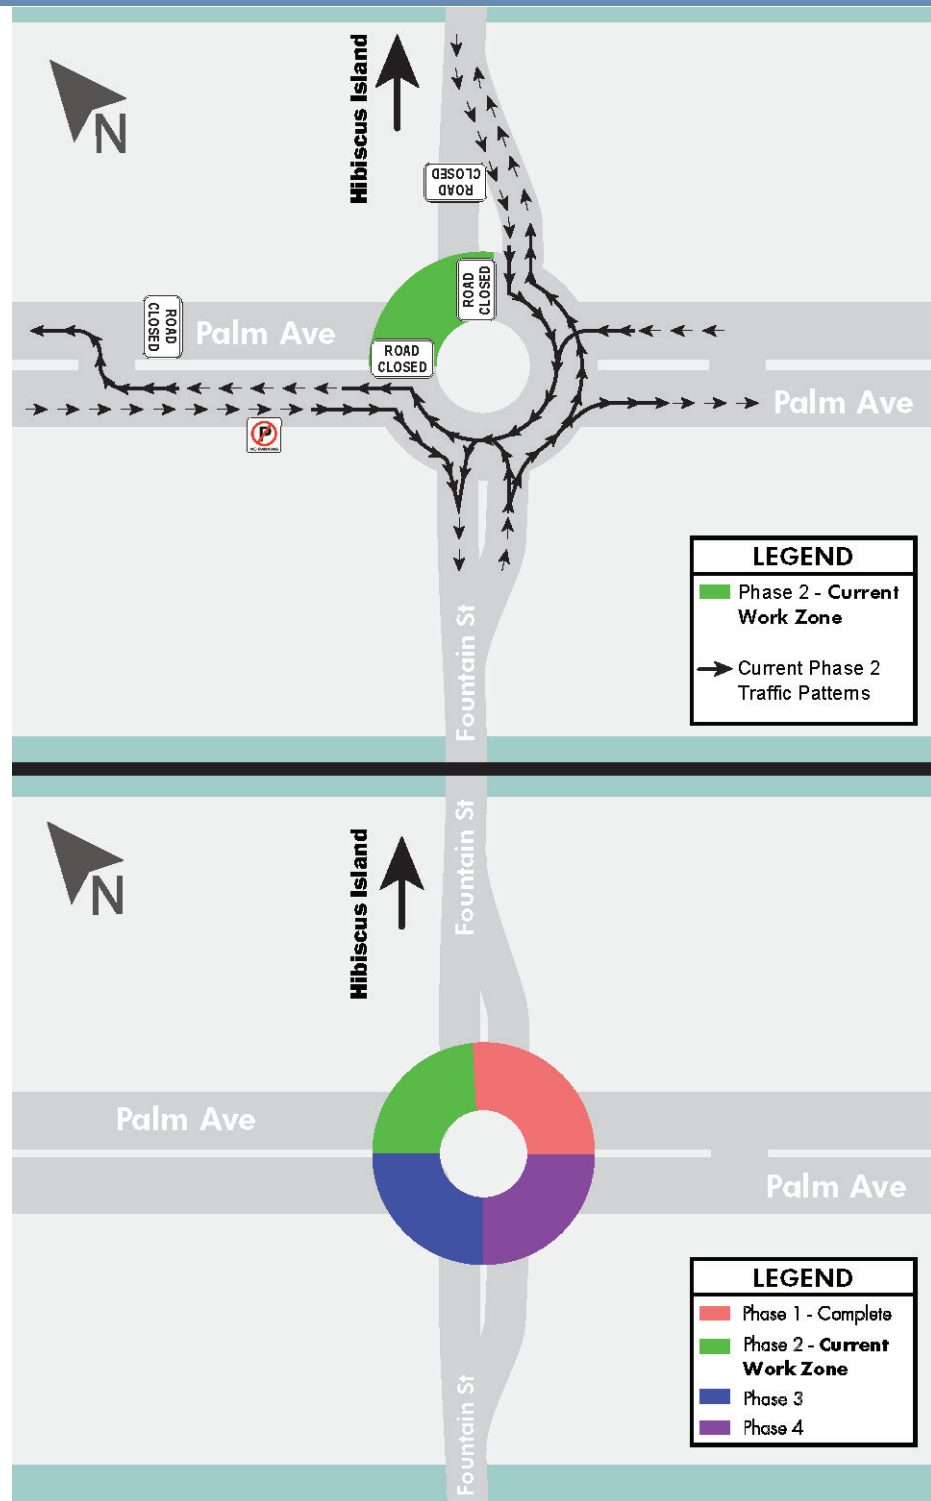 Hibiscus Island
N
ROAD
CLOSED
ROAD
CLOSED
ROAD
CLOSED
Palm Ave
ROAD
CLOSED
Palm Ave
P
NO PARKING
LEGEND
Phase 2 - Current
Work Zone
Current Phase 2
Traffic Patterns
Fountain St
Fountain St
Hibiscus Island
N
Palm Ave
Palm Ave
LEGEND
Phase 1 - Complete
Phase 2 - Current
Work Zone
Phase 3
Phase 4
Fountain St